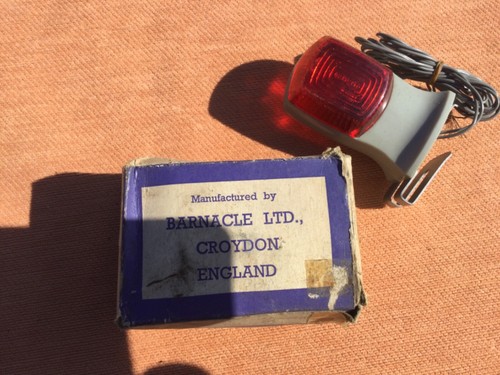 Manufactured by
BARNACLE LTD.,
CROYDON
ENGLAND